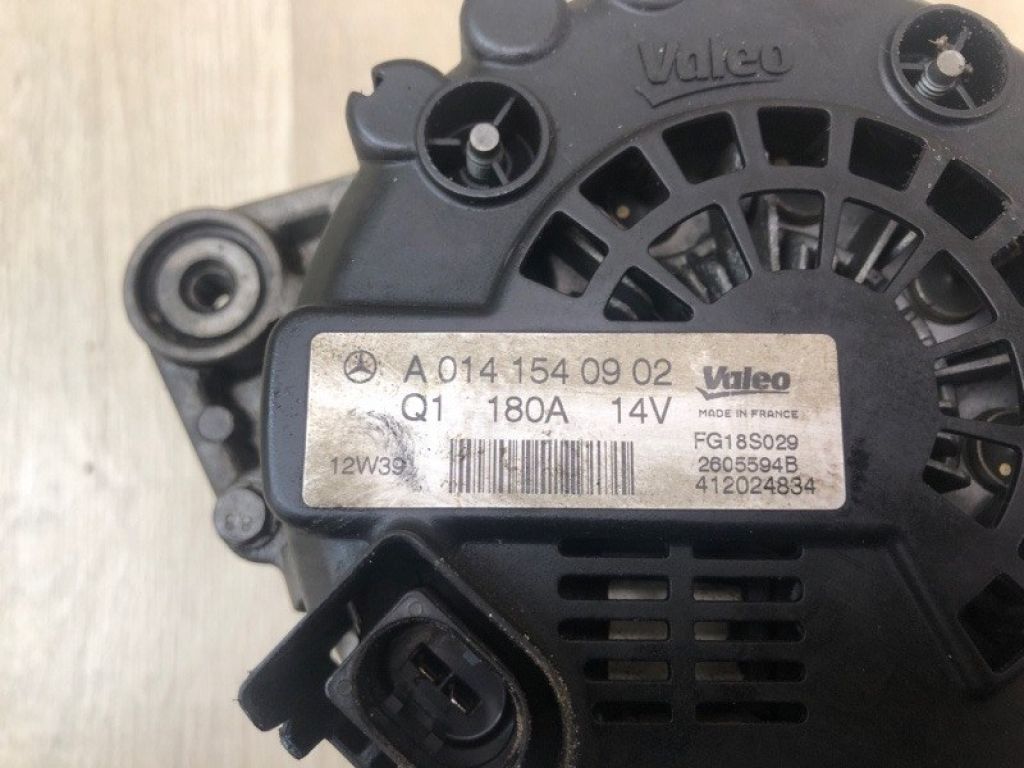 Valeo
A 014 154 09 02 Valeo
Q1 180A 14V MADE IN FRANCE
FG18S029
12W39 2605594B
412024834